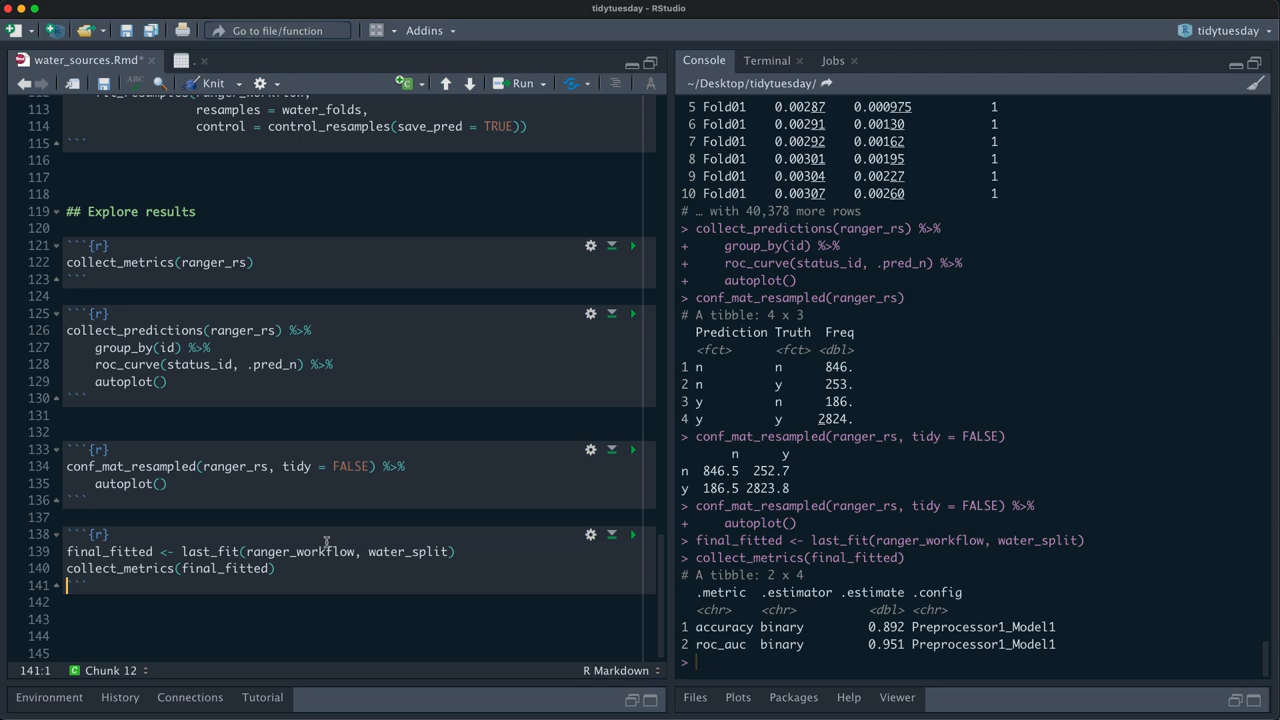 tidytuesday - RStudio
Go to file/function
Addins
tidytuesday
water_sources.Rmd*
.
Console
Terminal
Jobs
ABC
Knit
Run
~/Desktop/tidytuesday/
113 resamples = water_folds,
114 control = control_resamples(save_pred = TRUE))
115 ```
116
117
118
119 ## Explore results
120
121 ```{r}
122 collect_metrics(ranger_rs)
123 ```
124
125 ```{r}
126 collect_predictions(ranger_rs) %>%
127 group_by(id) %>%
128 roc_curve(status_id, .pred_n) %>%
129 autoplot()
130 ```
131
132
133 ```{r}
134 conf_mat_resampled(ranger_rs, tidy = FALSE) %>%
135 autoplot()
136 ```
137
138 ```{r}
139 final_fitted <- last_fit(ranger_workflow, water_split)
140 collect_metrics(final_fitted)
141 ```
142
143
144
145
141:1 Chunk 12 R Markdown
Environment History Connections Tutorial
5 Fold01 0.00287 0.000975 1
6 Fold01 0.00291 0.00130 1
7 Fold01 0.00292 0.00162 1
8 Fold01 0.00301 0.00195 1
9 Fold01 0.00304 0.00227 1
10 Fold01 0.00307 0.00260 1
# … with 40,378 more rows
> collect_predictions(ranger_rs) %>%
+ group_by(id) %>%
+ roc_curve(status_id, .pred_n) %>%
+ autoplot()
> conf_mat_resampled(ranger_rs)
# A tibble: 4 x 3
Prediction Truth Freq
<fct> <fct> <dbl>
1 n n 846.
2 n y 253.
3 y n 186.
4 y y 2824.
> conf_mat_resampled(ranger_rs, tidy = FALSE)
n y
n 846.5 252.7
y 186.5 2823.8
> conf_mat_resampled(ranger_rs, tidy = FALSE) %>%
+ autoplot()
> final_fitted <- last_fit(ranger_workflow, water_split)
> collect_metrics(final_fitted)
# A tibble: 2 x 4
.metric .estimator .estimate .config
<chr> <chr> <dbl> <chr>
1 accuracy binary 0.892 Preprocessor1_Model1
2 roc_auc binary 0.951 Preprocessor1_Model1
>
Files Plots Packages Help Viewer